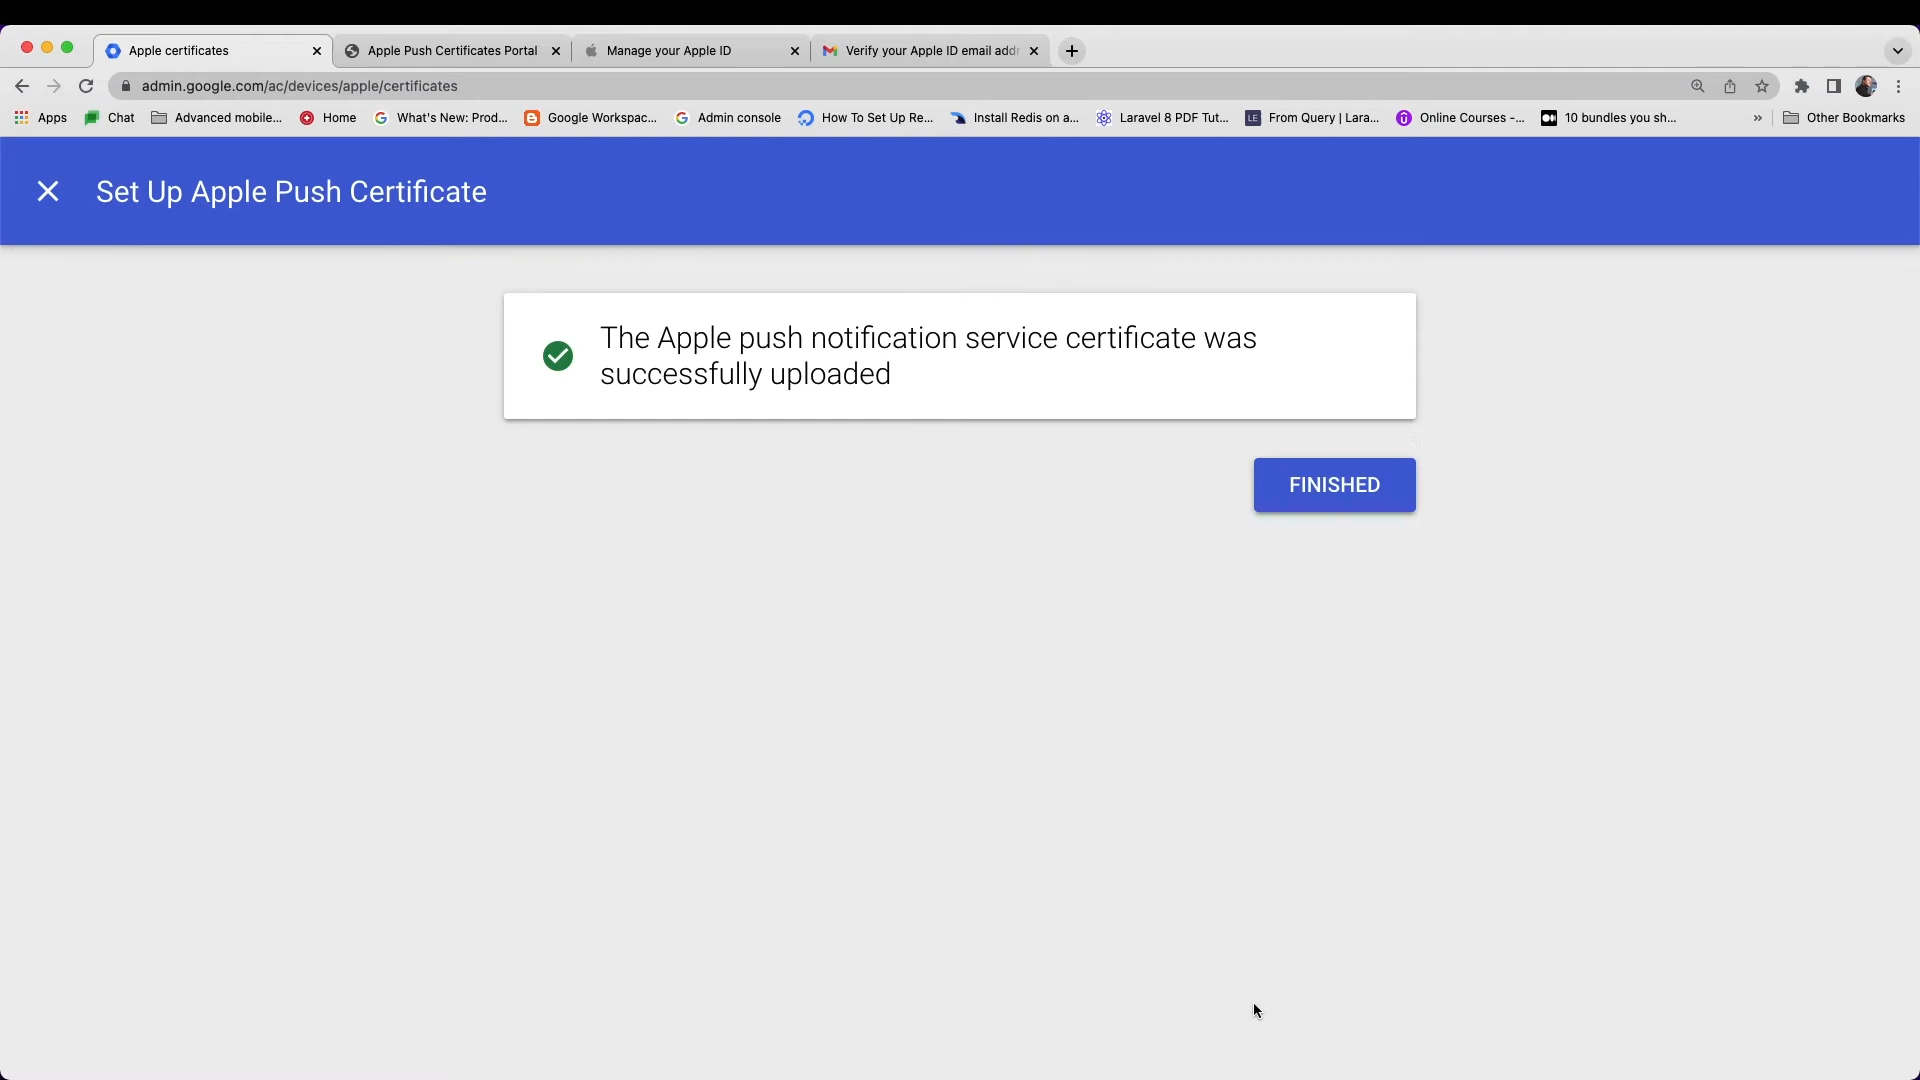 Apple certificates
Apple Push Certificates Portal
Manage your Apple ID
Verify your Apple ID email addr
admin.google.com/ac/devices/apple/certificates
Apps
Chat
Advanced mobile...
Home
What's New: Prod...
Google Workspac...
Admin console
How To Set Up Re...
Install Redis on a...
Laravel 8 PDF Tut...
LE
From Query | Lara...
Online Courses -...
10 bundles you sh...
»
Other Bookmarks
Set Up Apple Push Certificate
The Apple push notification service certificate was
successfully uploaded
FINISHED